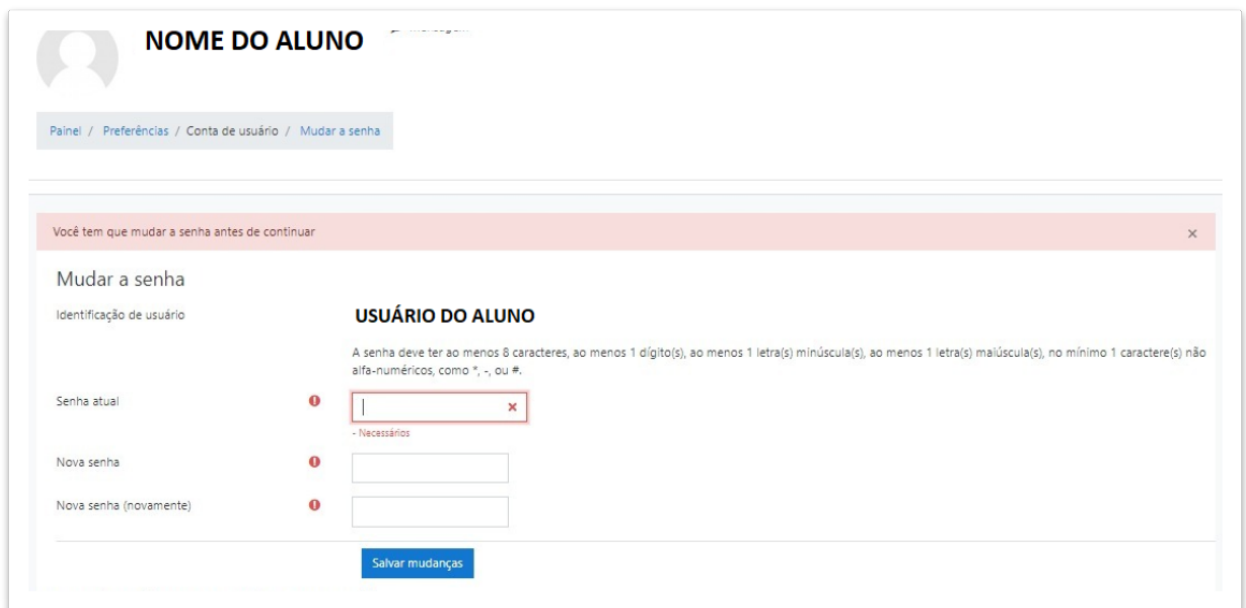 NOME DO ALUNO
Painel / Preferências / Conta de usuário / Mudar a senha
Você tem que mudar a senha antes de continuar ×
Mudar a senha
Identificação de usuário USUÁRIO DO ALUNO
A senha deve ter ao menos 8 caracteres, ao menos 1 dígito(s), ao menos 1 letra(s) minúscula(s), ao menos 1 letra(s) maiúscula(s), no mínimo 1 caractere(s) não
alfa-numéricos, como *, -, ou #.
Senha atual
- Necessários
Nova senha
Nova senha (novamente)
Salvar mudanças